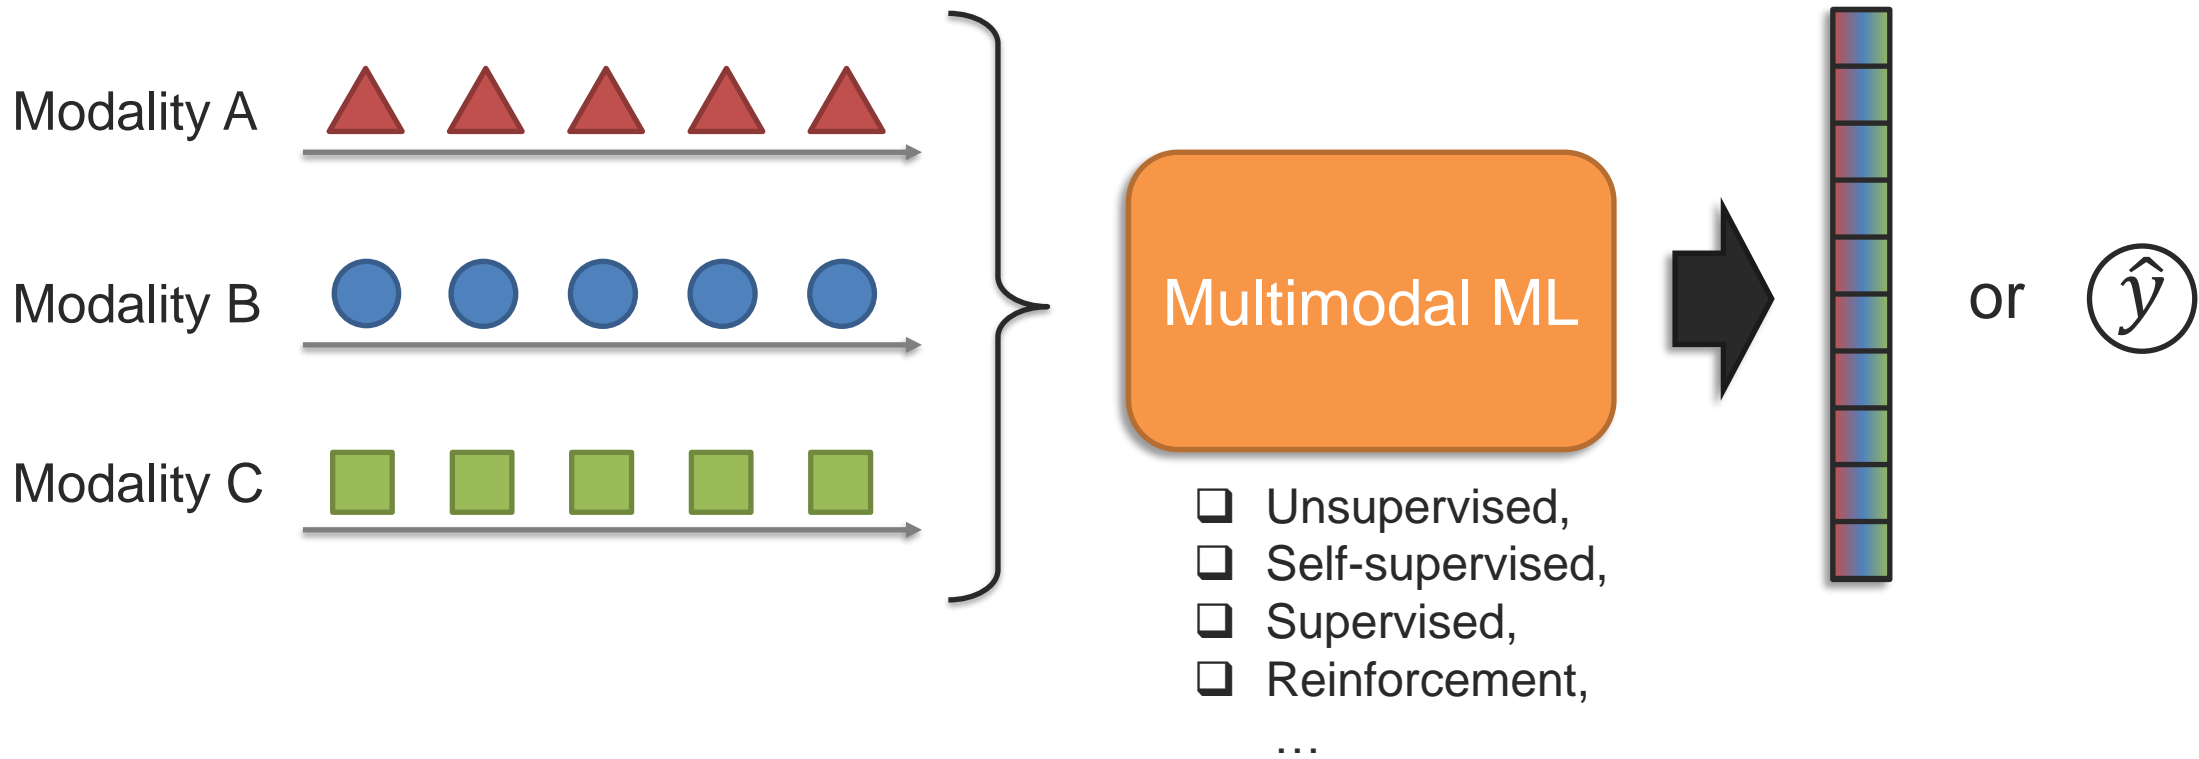 Modality A
Modality B
Modality C
Multimodal ML
❑ Unsupervised,
❑ Self-supervised,
❑ Supervised,
❑ Reinforcement,
…
or
ŷ